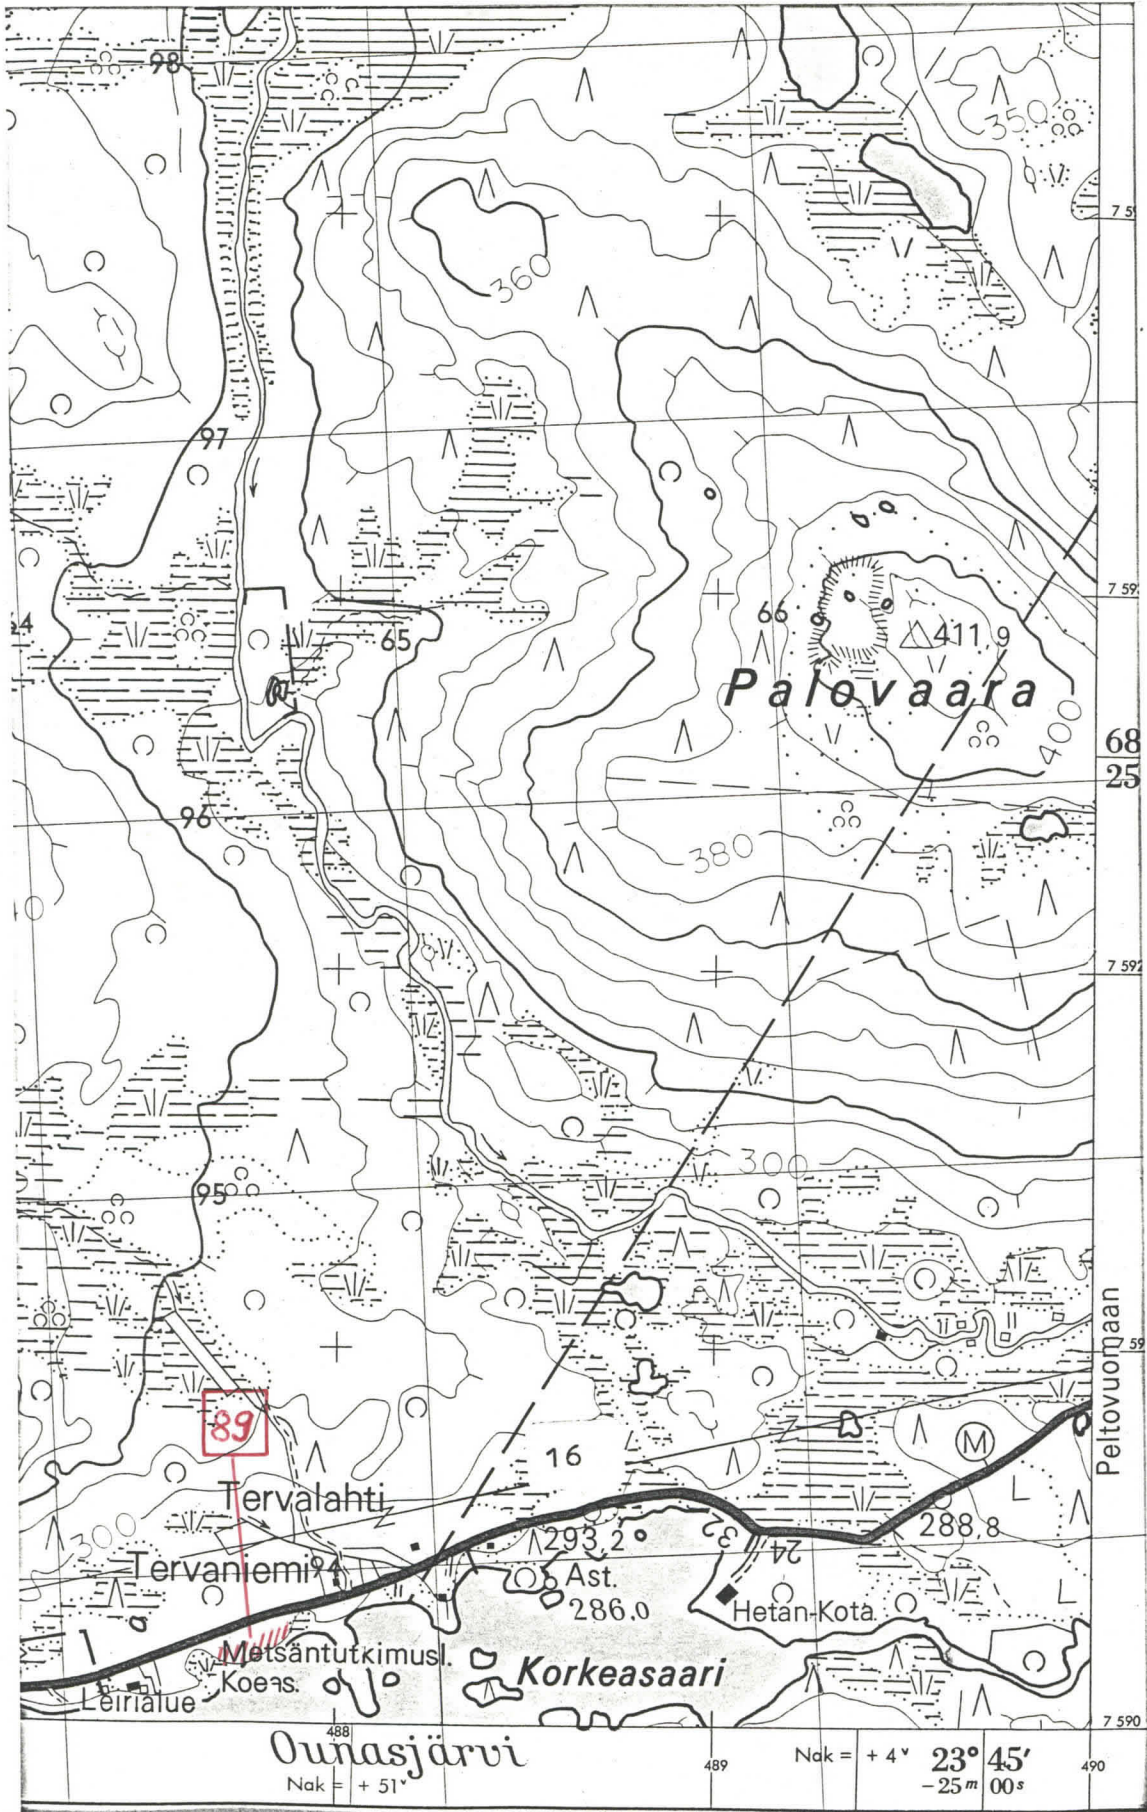 98
350
7 59
360
97
7 593
65
66
411,9
Palovaara
400
68
25
96
380
7 592
300
95
Peltovuomaan
89
16
M
Tervalahti
293,2
288,8
300
Tervaniemi
94
Ast.
24
286,0
Hetan-Kota
L
L
Metsäntutkimusl.
Koeas.
Korkeasaari
Leirialue
7 590
488
489
490
Ounasjärvi
Nak = + 51ᵛ
Nak = + 4ᵛ
23° 45′
−25ᵐ 00ˢ